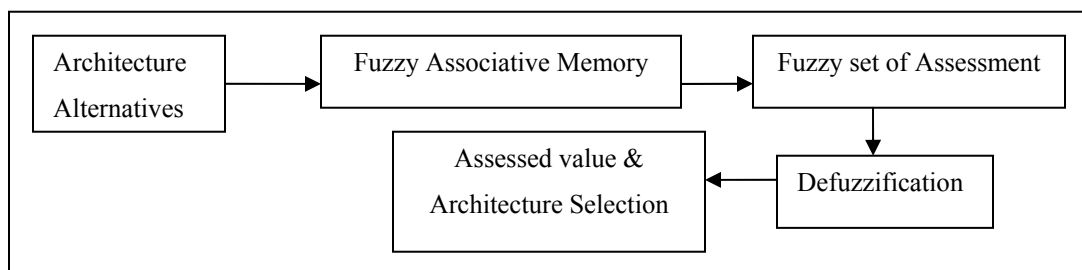 Architecture
Alternatives
Fuzzy Associative Memory
Fuzzy set of Assessment
Defuzzification
Assessed value &
Architecture Selection